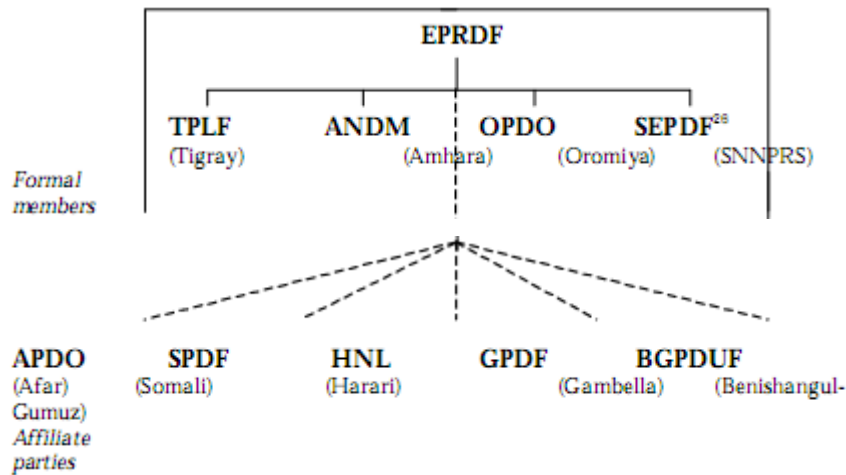 EPRDF
TPLF ANDM OPDO SEPDF²⁶
(Tigray) (Amhara) (Oromiya) (SNNPRS)
Formal
members
APDO SPDF HNL GPDF BGPDUF
(Afar) (Somali) (Harari) (Gambella) (Benishangul-
Gumuz)
Affiliate
parties